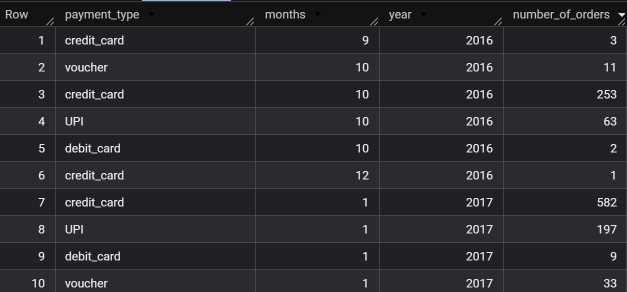 Row payment_type months year number_of_orders
1 credit_card 9 2016 3
2 voucher 10 2016 11
3 credit_card 10 2016 253
4 UPI 10 2016 63
5 debit_card 10 2016 2
6 credit_card 12 2016 1
7 credit_card 1 2017 582
8 UPI 1 2017 197
9 debit_card 1 2017 9
10 voucher 1 2017 33